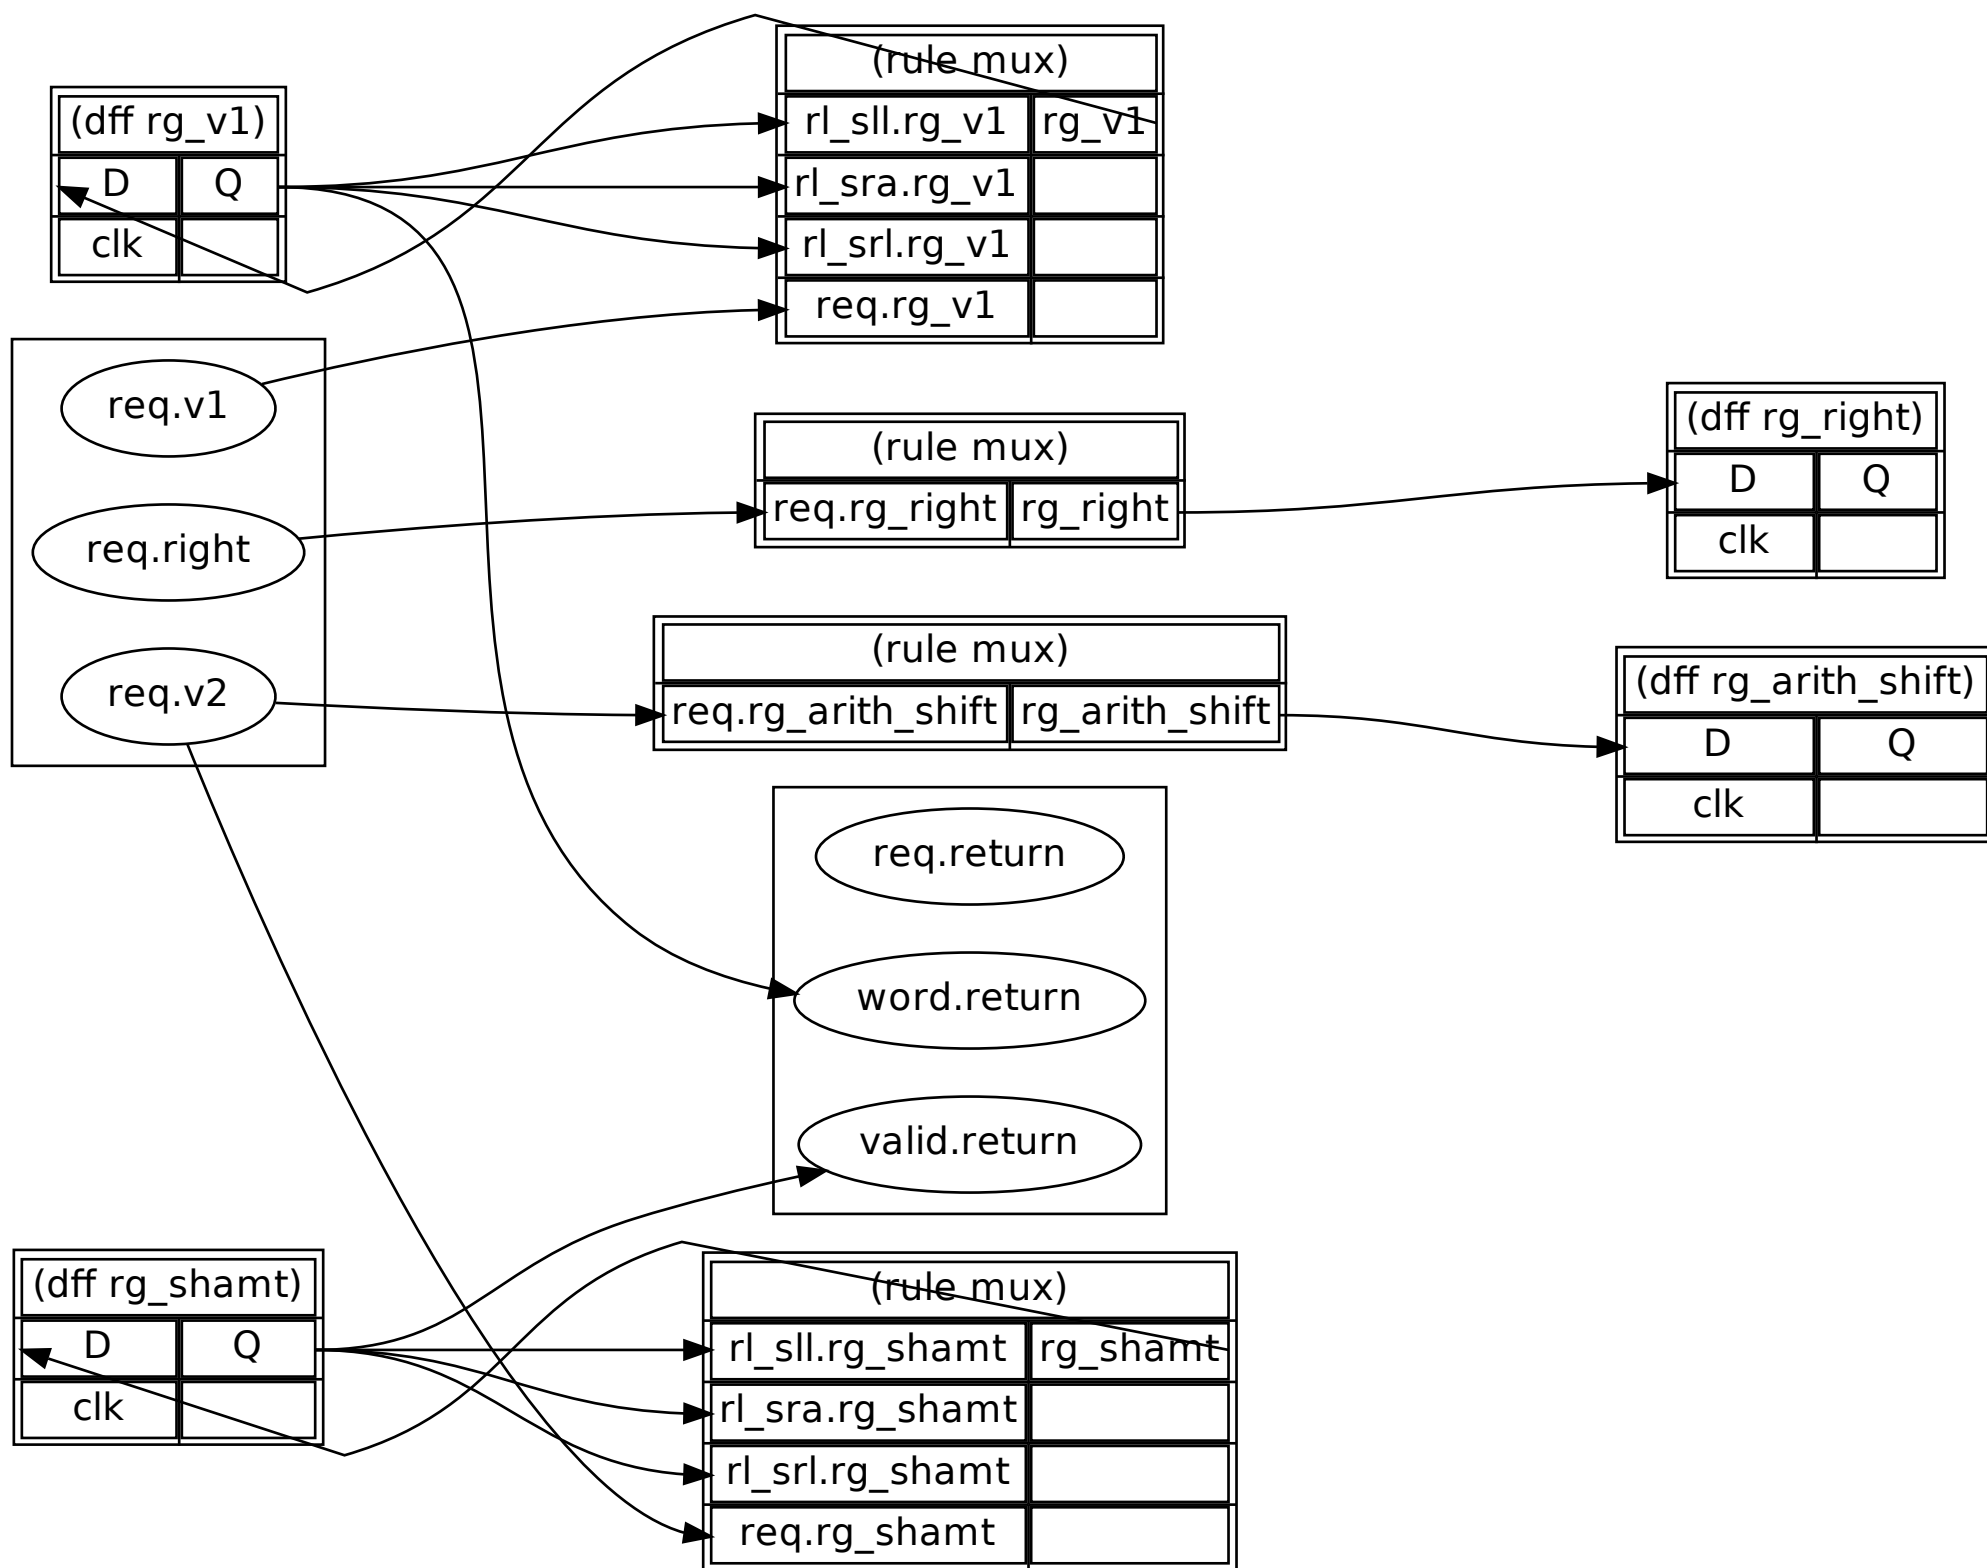 (dff rg_v1)
D Q
clk
(rule mux)
rl_sll.rg_v1 rg_v1
rl_sra.rg_v1
rl_srl.rg_v1
req.rg_v1
req.v1
req.right
req.v2
(rule mux)
req.rg_right rg_right
(dff rg_right)
D Q
clk
(rule mux)
req.rg_arith_shift rg_arith_shift
(dff rg_arith_shift)
D Q
clk
req.return
word.return
valid.return
(dff rg_shamt)
D Q
clk
(rule mux)
rl_sll.rg_shamt rg_shamt
rl_sra.rg_shamt
rl_srl.rg_shamt
req.rg_shamt